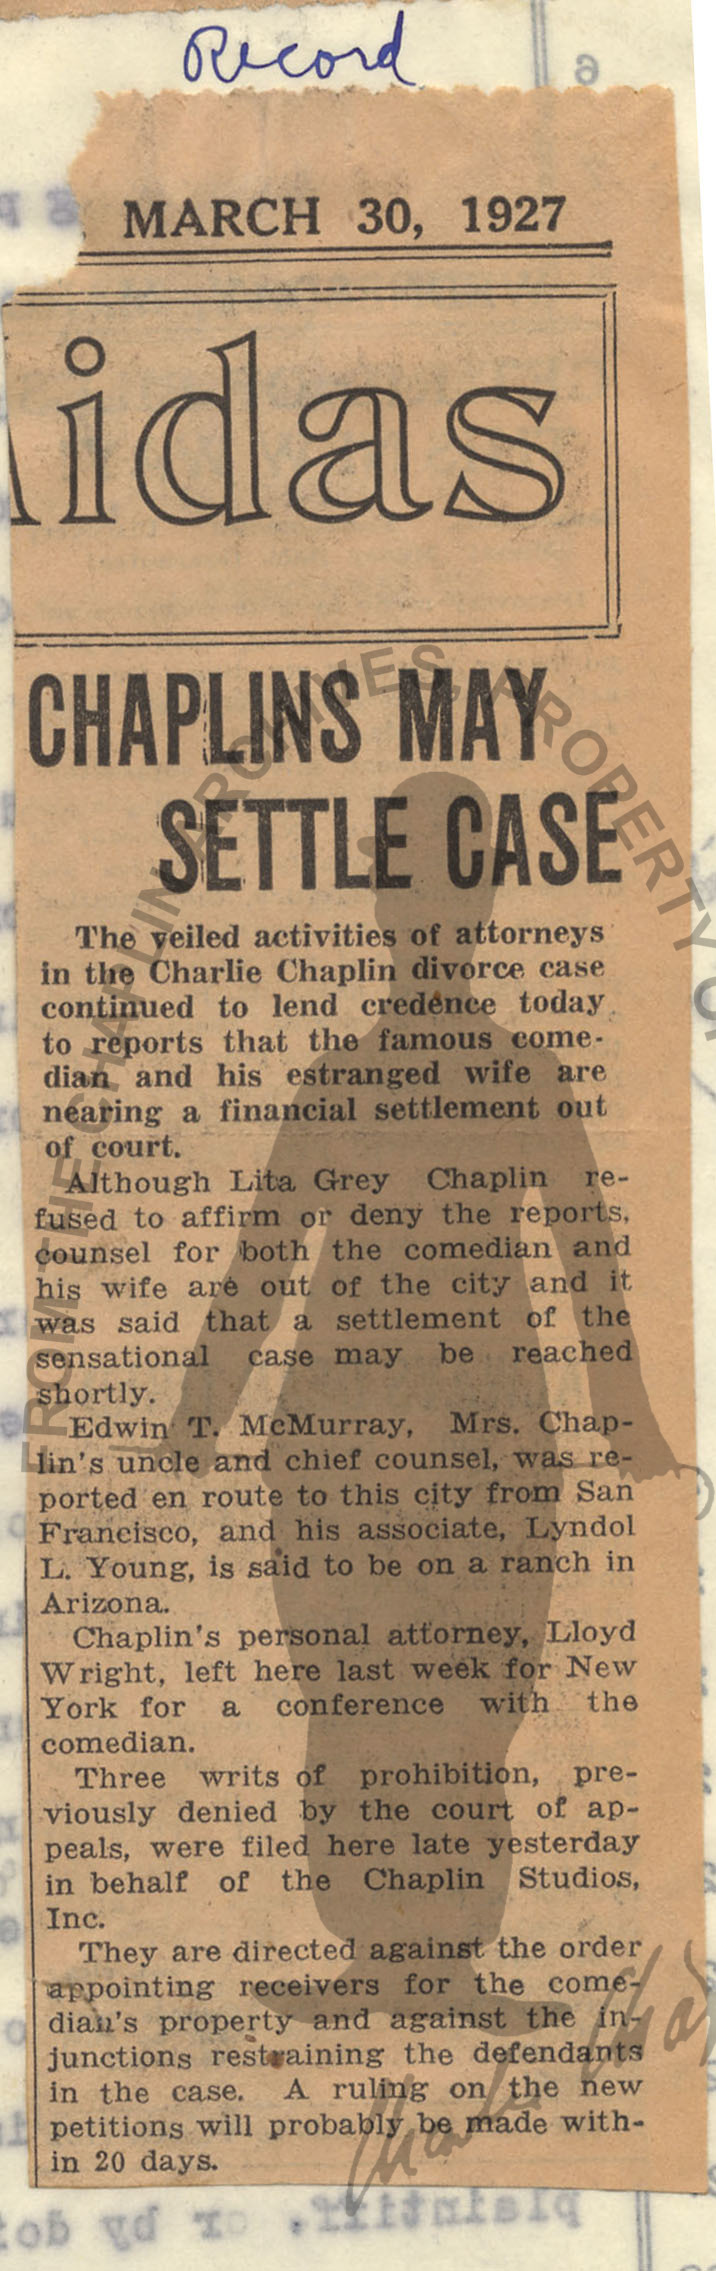 Record
MARCH 30, 1927
idas
CHAPLINS MAY
SETTLE CASE
The veiled activities of attorneys
in the Charlie Chaplin divorce case
continued to lend credence today
to reports that the famous come-
dian and his estranged wife are
nearing a financial settlement out
of court.
Although Lita Grey Chaplin re-
fused to affirm or deny the reports,
counsel for both the comedian and
his wife are out of the city and it
was said that a settlement of the
sensational case may be reached
shortly.
Edwin T. McMurray, Mrs. Chap-
lin's uncle and chief counsel, was re-
ported en route to this city from San
Francisco, and his associate, Lyndol
L. Young, is said to be on a ranch in
Arizona.
Chaplin's personal attorney, Lloyd
Wright, left here last week for New
York for a conference with the
comedian.
Three writs of prohibition, pre-
viously denied by the court of ap-
peals, were filed here late yesterday
in behalf of the Chaplin Studios,
Inc.
They are directed against the order
appointing receivers for the come-
dian's property and against the in-
junctions restraining the defendants
in the case. A ruling on the new
petitions will probably be made with-
in 20 days.
FROM THE CHAPLIN ARCHIVES, PROPERTY O
plaintiff, or by